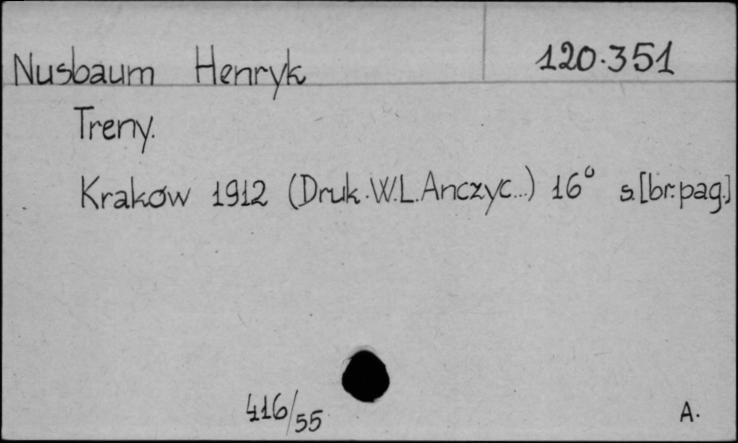 Nusbaum Henryk 120.351
Treny.
Kraków 1912 (Druk. W.L. Anczyc...) 16° s.[br. pag.]
416/55 A.